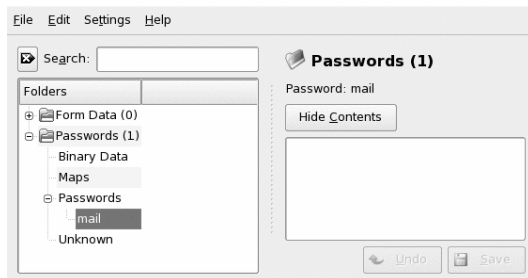 File Edit Settings Help
Search:
Folders
Form Data (0)
Passwords (1)
Binary Data
Maps
Passwords
mail
Unknown
Passwords (1)
Password: mail
Hide Contents
Undo Save